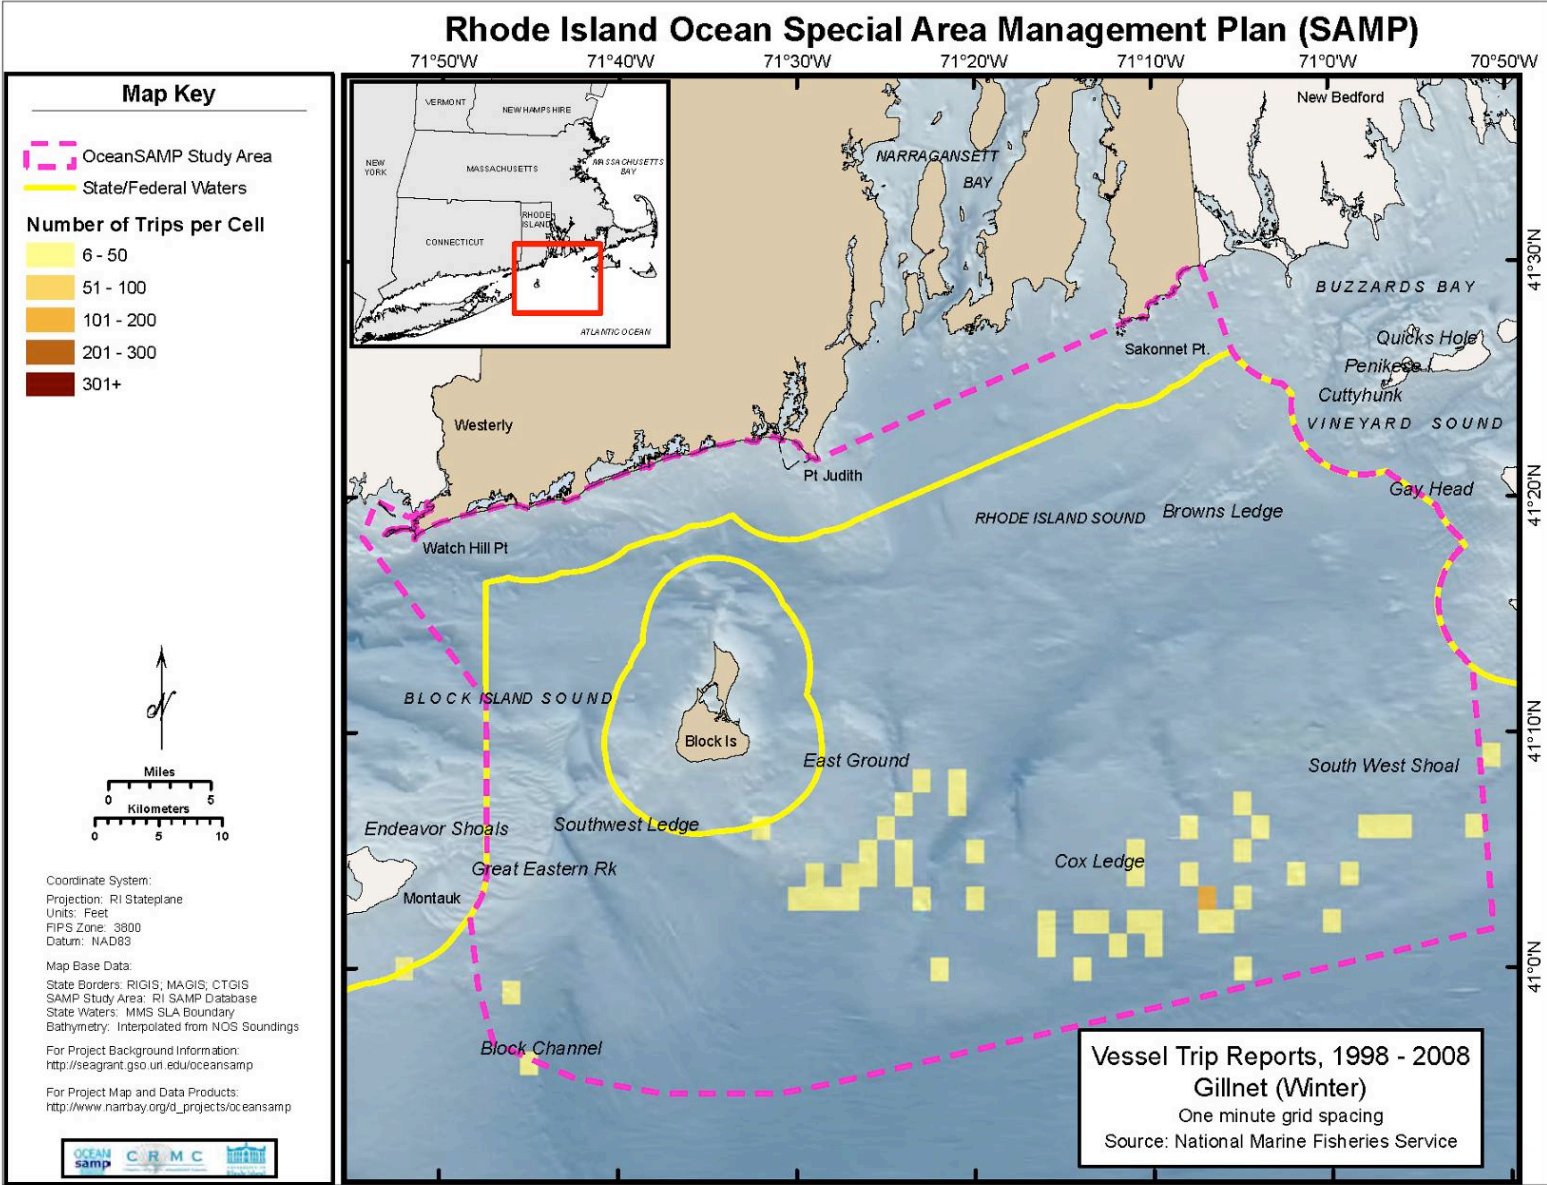 Rhode Island Ocean Special Area Management Plan (SAMP)
71°50'W 71°40'W 71°30'W 71°20'W 71°10'W 71°0'W 70°50'W
Map Key
OceanSAMP Study Area
State/Federal Waters
Number of Trips per Cell
6 - 50
51 - 100
101 - 200
201 - 300
301+
Miles
0 5
Kilometers
0 5 10
Coordinate System:
Projection: RI Stateplane
Units: Feet
FIPS Zone: 3800
Datum: NAD83
Map Base Data:
State Borders: RIGIS; MAGIS; CTGIS
SAMP Study Area: RI SAMP Database
State Waters: MMS SLA Boundary
Bathymetry: Interpolated from NOS Soundings
For Project Background Information:
http://seagrant.gso.uri.edu/oceansamp
For Project Map and Data Products:
http://www.narrbay.org/d_projects/oceansamp
OCEAN
samp
CRMC
VERMONT
NEW HAMPSHIRE
NEW
YORK
MASSACHUSETTS
MASSACHUSETTS
BAY
RHODE
ISLAND
CONNECTICUT
ATLANTIC OCEAN
New Bedford
NARRAGANSETT
BAY
BUZZARDS BAY
Quicks Hole
Penikese
Cuttyhunk
VINEYARD SOUND
Sakonnet Pt.
Westerly
Pt Judith
Gay Head
Watch Hill Pt
RHODE ISLAND SOUND
Browns Ledge
BLOCK ISLAND SOUND
Block Is
East Ground
South West Shoal
Endeavor Shoals
Southwest Ledge
Great Eastern Rk
Cox Ledge
Montauk
Block Channel
41°30'N
41°20'N
41°10'N
41°0'N
Vessel Trip Reports, 1998 - 2008
Gillnet (Winter)
One minute grid spacing
Source: National Marine Fisheries Service